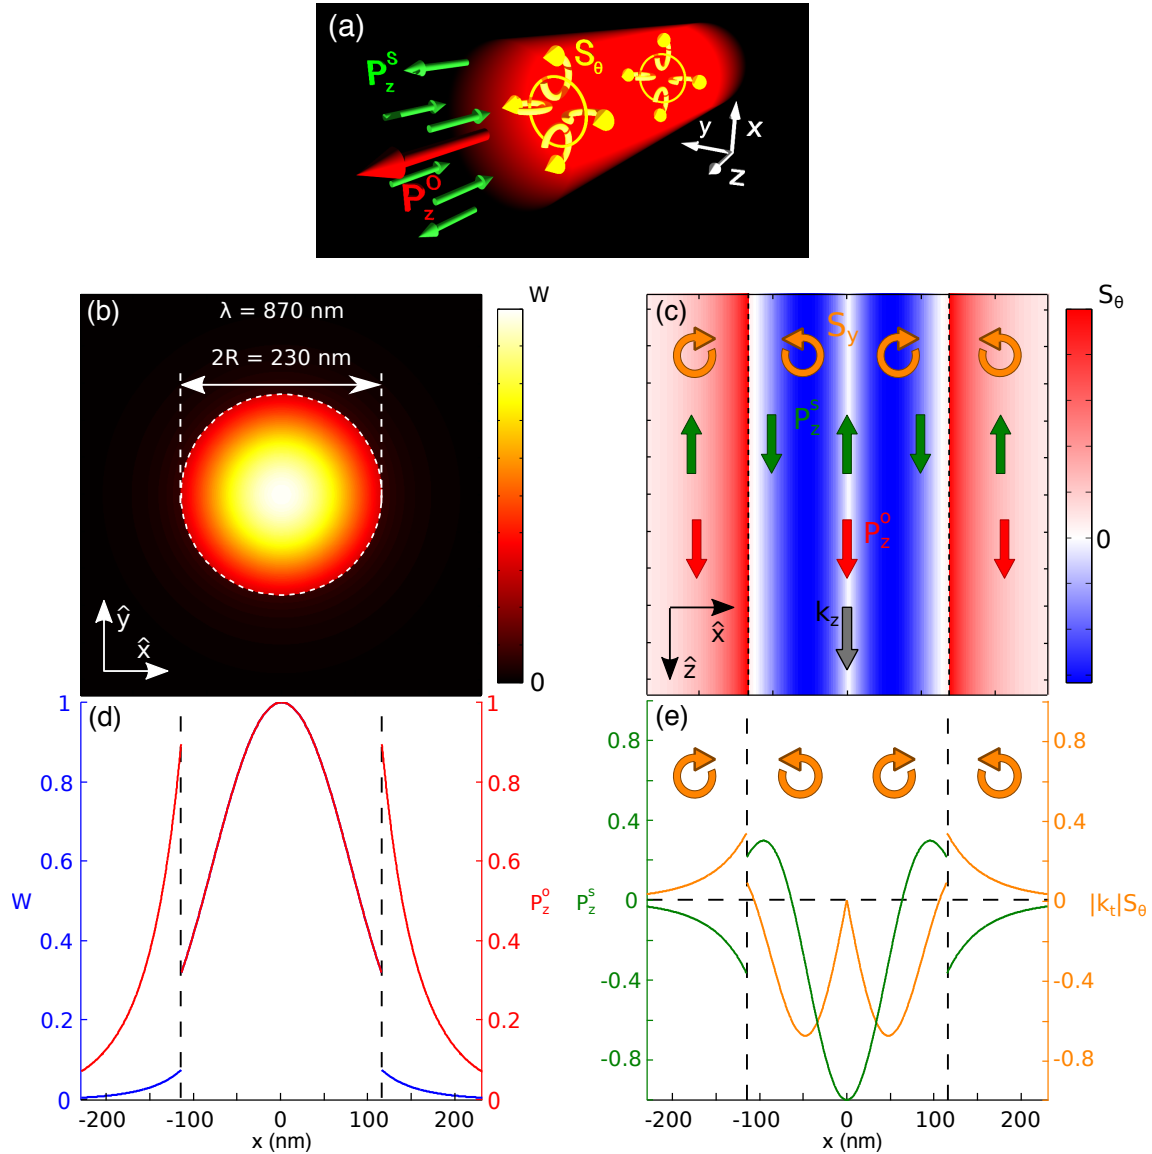 (a)
P_z^S
S_θ
P_z^O
y
x
z
(b)
λ = 870 nm
2R = 230 nm
ŷ
x̂
W
0
(c)
S_y
P_z^s
P_z^o
k_z
x̂
ẑ
S_θ
0
(d)
1
0.8
0.6
0.4
0.2
0
W
1
0.8
0.6
0.4
0.2
0
P_z^o
-200
-100
0
100
200
x (nm)
(e)
0.8
0.4
0
-0.4
-0.8
P_z^s
0.8
0.4
0
-0.4
-0.8
|k_t|S_θ
-200
-100
0
100
200
x (nm)